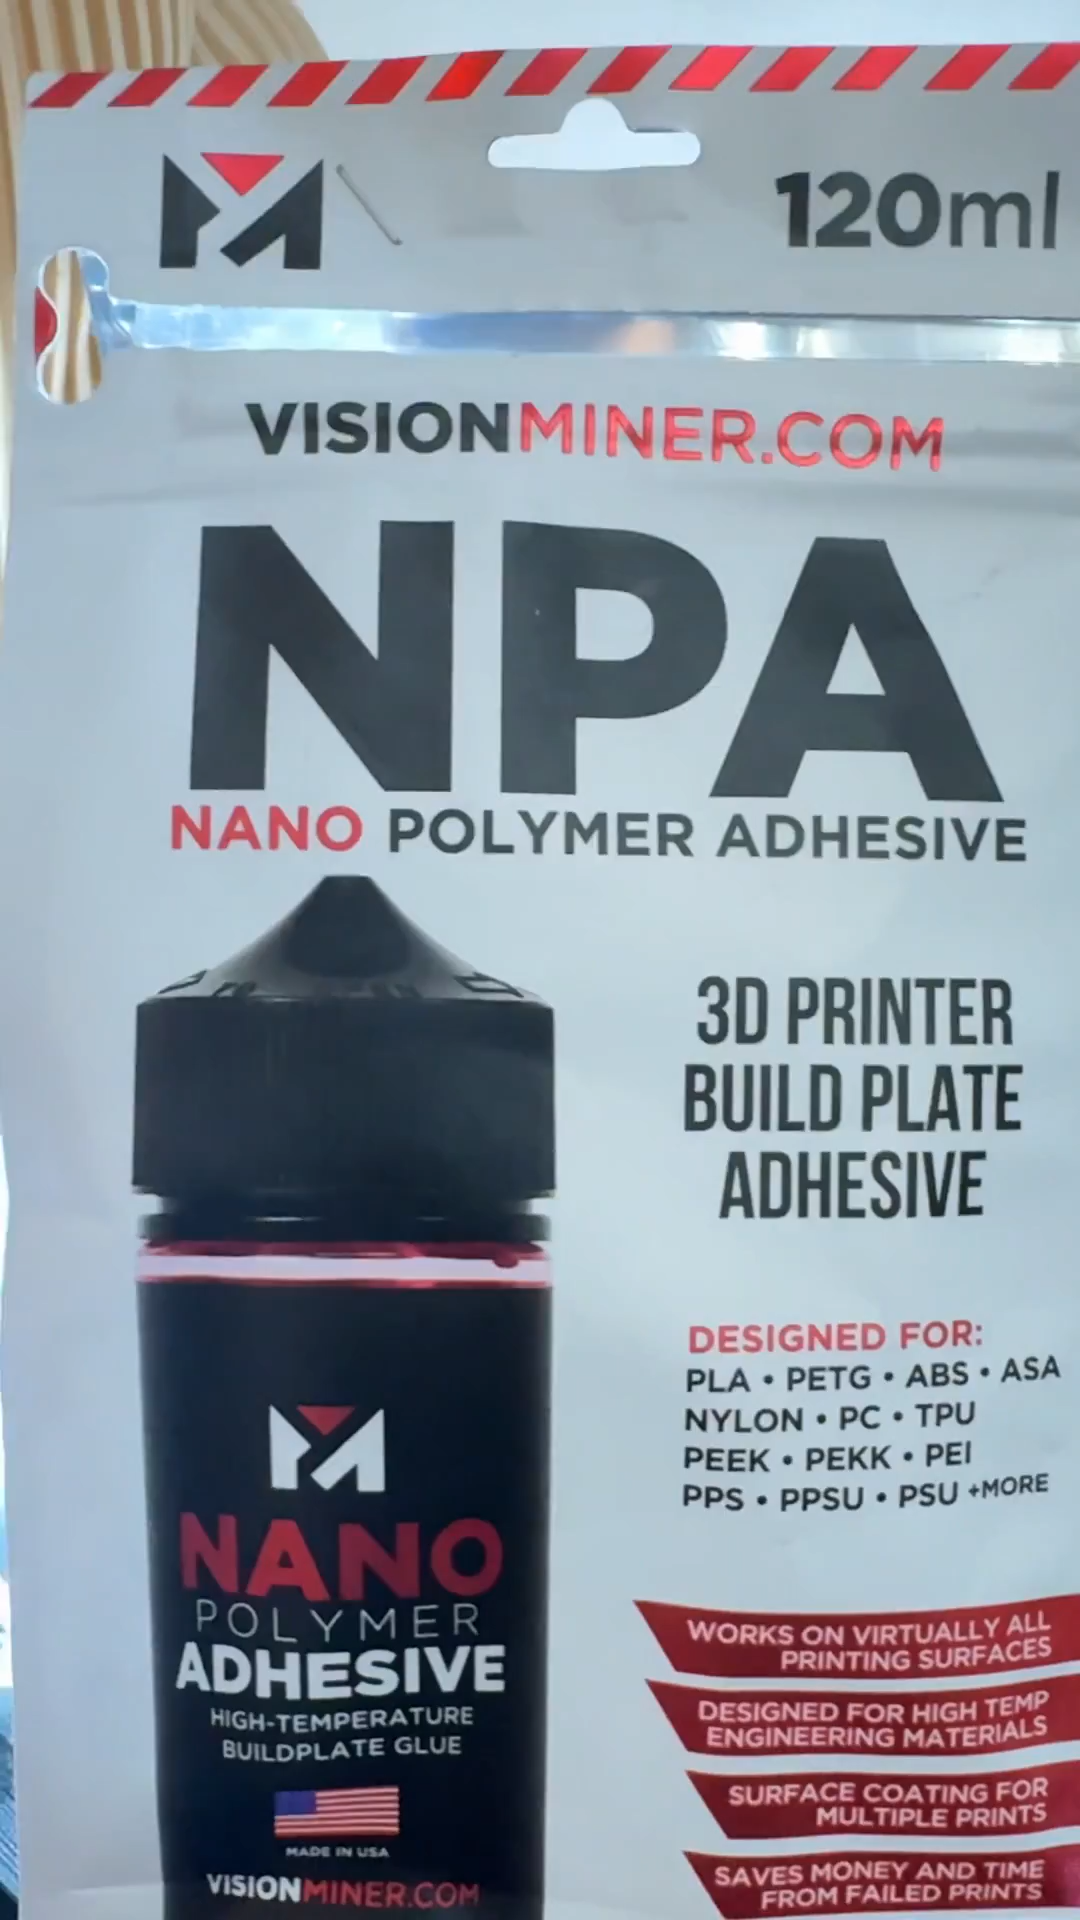 120ml
VISIONMINER.COM
NPA
NANO POLYMER ADHESIVE
3D PRINTER
BUILD PLATE
ADHESIVE
DESIGNED FOR:
PLA • PETG • ABS • ASA
NYLON • PC • TPU
PEEK • PEKK • PEI
PPS • PPSU • PSU +MORE
WORKS ON VIRTUALLY ALL
PRINTING SURFACES
DESIGNED FOR HIGH TEMP
ENGINEERING MATERIALS
SURFACE COATING FOR
MULTIPLE PRINTS
SAVES MONEY AND TIME
FROM FAILED PRINTS
NANO
POLYMER
ADHESIVE
HIGH-TEMPERATURE
BUILDPLATE GLUE
MADE IN USA
VISIONMINER.COM